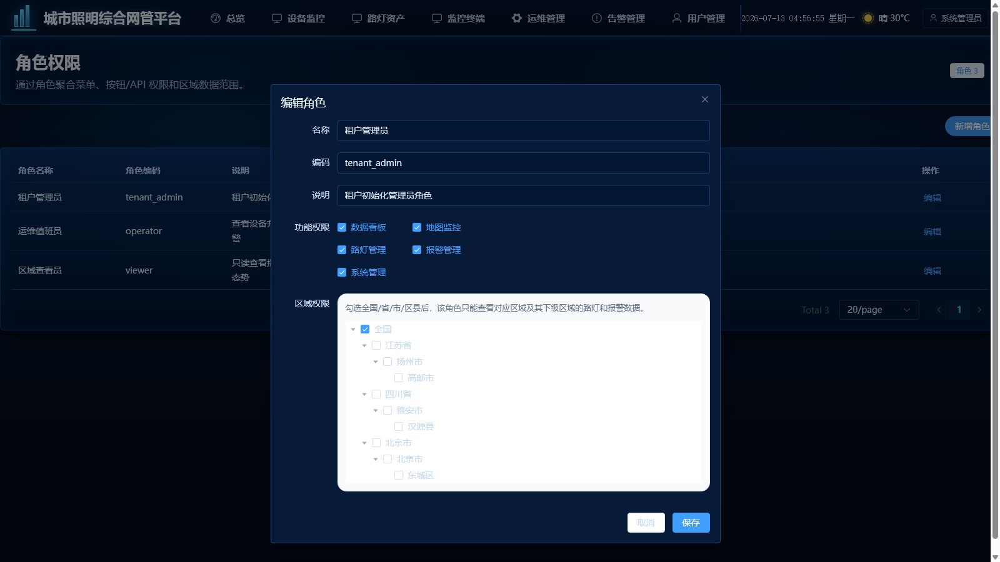 城市照明综合网管平台
总览
设备监控
路灯资产
监控终端
运维管理
告警管理
用户管理
2026-07-13 04:56:55 星期一
晴 30°C
系统管理员
角色权限
通过角色聚合菜单、按钮/API 权限和区域数据范围。
角色 3
新增角色
角色名称 角色编码 说明 操作
租户管理员 tenant_admin 租户初始 编辑
运维值班员 operator 查看设备
警
编辑
区域查看员 viewer 只读查看
态势
编辑
Total 3 20/page 1
编辑角色
名称 租户管理员
编码 tenant_admin
说明 租户初始化管理员角色
功能权限 数据看板 地图监控
路灯管理 报警管理
系统管理
区域权限
勾选全国/省/市/区县后，该角色只能查看对应区域及其下级区域的路灯和报警数据。
全国
江苏省
扬州市
高邮市
四川省
雅安市
汉源县
北京市
北京市
东城区
取消 保存